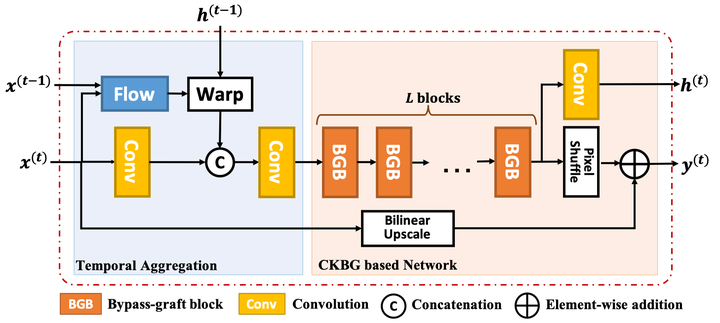 h^(t−1)
x^(t−1)
Flow
Warp
Conv
h^(t)
L blocks
x^(t)
Conv
C
Conv
BGB
BGB
...
BGB
Pixel
Shuffle
y^(t)
Bilinear
Upscale
Temporal Aggregation
CKBG based Network
BGB Bypass-graft block Conv Convolution C Concatenation Element-wise addition